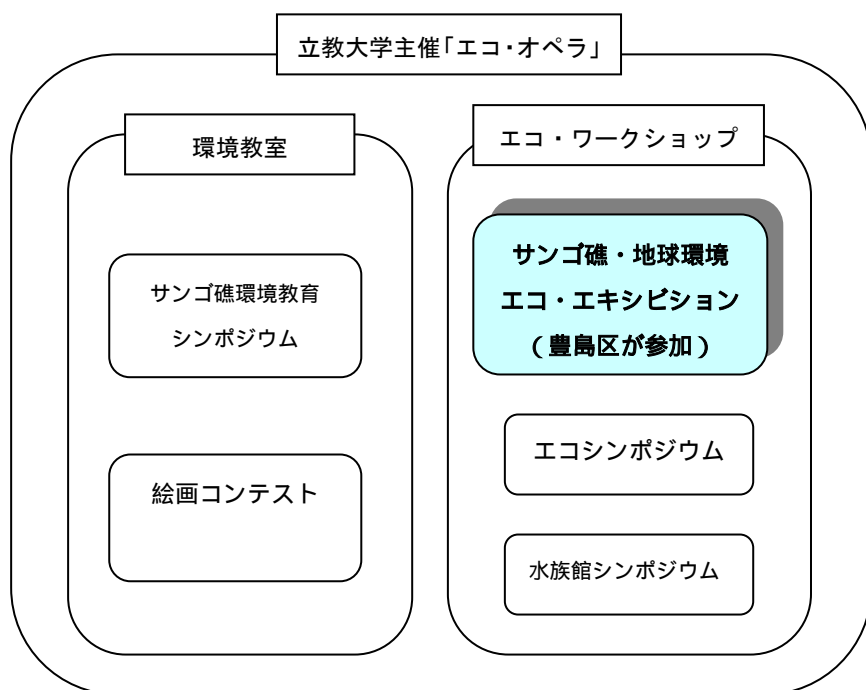 立教大学主催「エコ・オペラ」
環境教室
サンゴ礁環境教育
シンポジウム
絵画コンテスト
エコ・ワークショップ
サンゴ礁・地球環境
エコ・エキシビション
(豊島区が参加)
エコシンポジウム
水族館シンポジウム